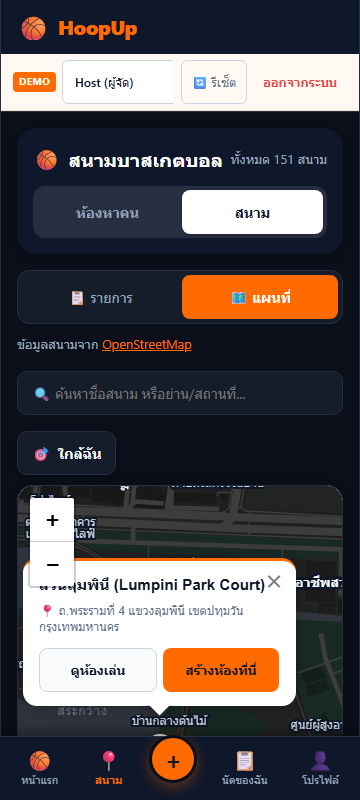 HoopUp
DEMO
Host (ผู้จัด)
รีเซ็ต
ออกจากระบบ
สนามบาสเกตบอล
ทั้งหมด 151 สนาม
ห้องหาคน
สนาม
รายการ
แผนที่
ข้อมูลสนามจาก OpenStreetMap
ค้นหาชื่อสนาม หรือย่าน/สถานที่...
ใกล้ฉัน
+
−
สวนลุมพินี (Lumpini Park Court)
ถ.พระรามที่ 4 แขวงลุมพินี เขตปทุมวัน
กรุงเทพมหานคร
ดูห้องเล่น
สร้างห้องที่นี่
สระกว้าง
บ้านกลางต้นไม้
ศูนย์ผู้สูงอา
+
หน้าแรก
สนาม
นัดของฉัน
โปรไฟล์